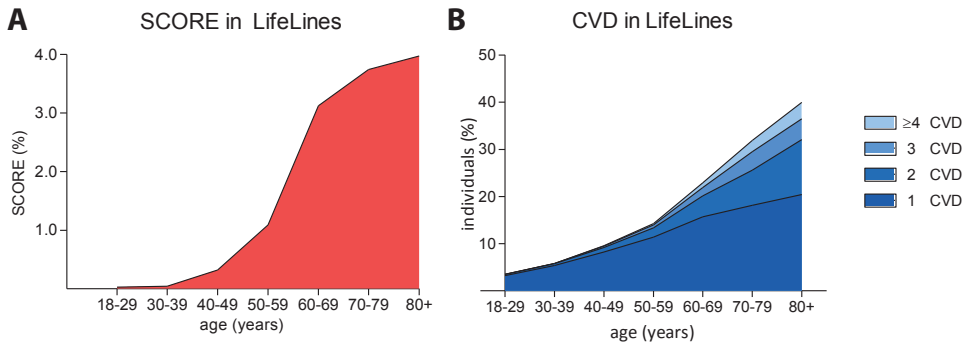 A
SCORE in LifeLines
4.0
3.0
2.0
1.0
SCORE (%)
18-29 30-39 40-49 50-59 60-69 70-79 80+
age (years)
B
CVD in LifeLines
50
40
30
20
10
individuals (%)
18-29 30-39 40-49 50-59 60-69 70-79 80+
age (years)
≥4 CVD
3 CVD
2 CVD
1 CVD